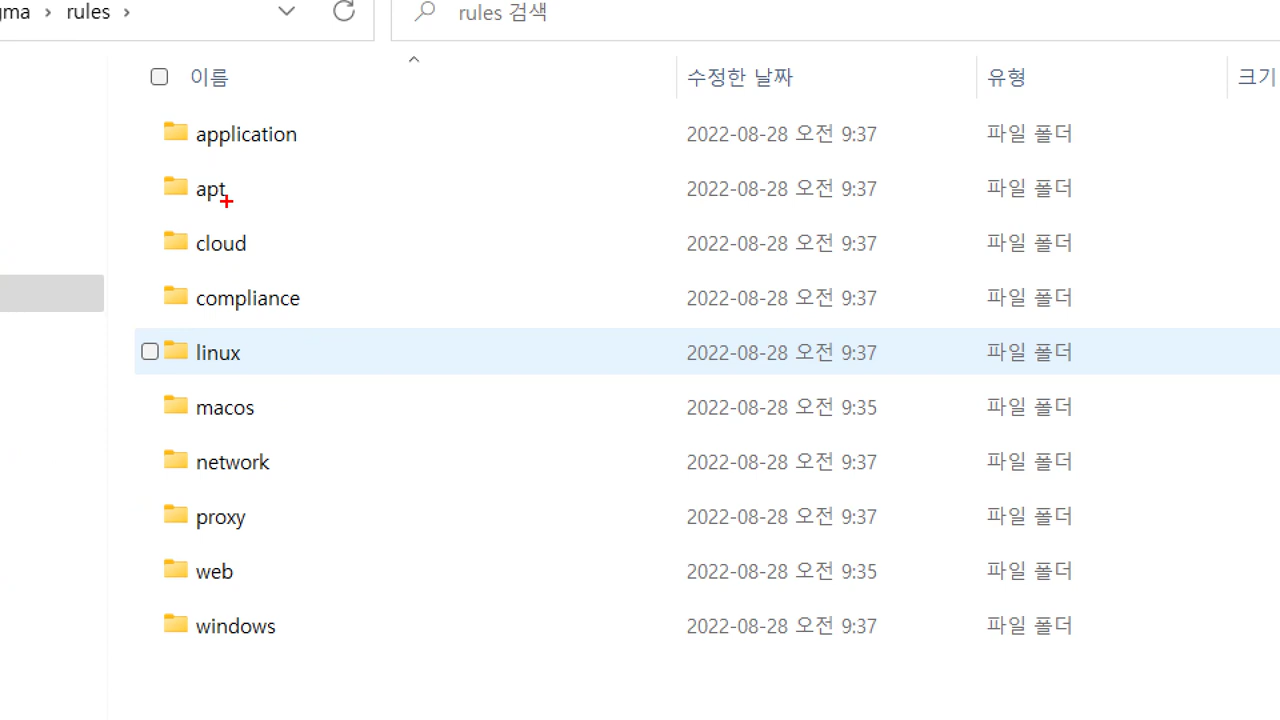 gma > rules >
rules 검색
이름 수정한 날짜 유형 크기
application 2022-08-28 오전 9:37 파일 폴더
apt 2022-08-28 오전 9:37 파일 폴더
cloud 2022-08-28 오전 9:37 파일 폴더
compliance 2022-08-28 오전 9:37 파일 폴더
linux 2022-08-28 오전 9:37 파일 폴더
macos 2022-08-28 오전 9:35 파일 폴더
network 2022-08-28 오전 9:37 파일 폴더
proxy 2022-08-28 오전 9:37 파일 폴더
web 2022-08-28 오전 9:35 파일 폴더
windows 2022-08-28 오전 9:37 파일 폴더